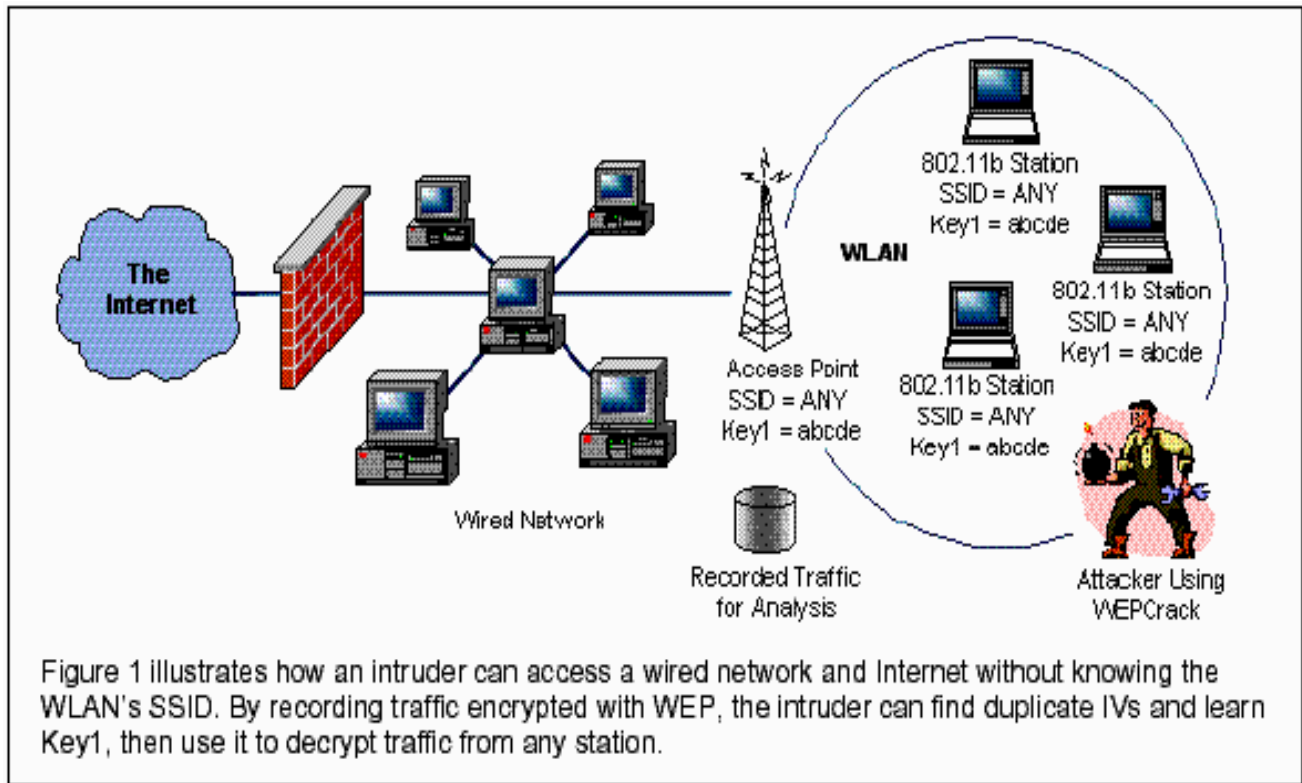 The
Internet
Wired Network
Access Point
SSID = ANY
Key1 = abcde
WLAN
802.11b Station
SSID = ANY
Key1 = abcde
802.11b Station
SSID = ANY
Key1 = abcde
802.11b Station
SSID = ANY
Key1 = abcde
Recorded Traffic
for Analysis
Attacker Using
WEPCrack
Figure 1 illustrates how an intruder can access a wired network and Internet without knowing the
WLAN's SSID. By recording traffic encrypted with WEP, the intruder can find duplicate IVs and learn
Key1, then use it to decrypt traffic from any station.